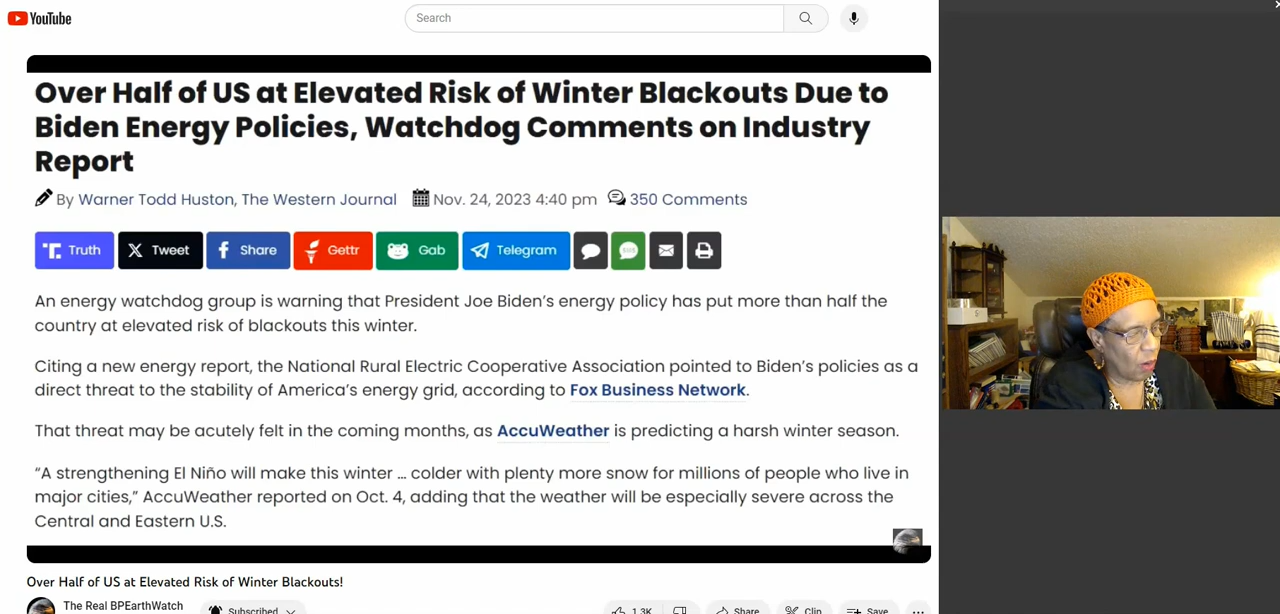 YouTube
Search
Over Half of US at Elevated Risk of Winter Blackouts Due to
Biden Energy Policies, Watchdog Comments on Industry
Report
By Warner Todd Huston, The Western Journal Nov. 24, 2023 4:40 pm 350 Comments
T. Truth X Tweet f Share Gettr Gab Telegram SMS
An energy watchdog group is warning that President Joe Biden's energy policy has put more than half the
country at elevated risk of blackouts this winter.
Citing a new energy report, the National Rural Electric Cooperative Association pointed to Biden's policies as a
direct threat to the stability of America's energy grid, according to Fox Business Network.
That threat may be acutely felt in the coming months, as AccuWeather is predicting a harsh winter season.
“A strengthening El Niño will make this winter … colder with plenty more snow for millions of people who live in
major cities,” AccuWeather reported on Oct. 4, adding that the weather will be especially severe across the
Central and Eastern U.S.
Over Half of US at Elevated Risk of Winter Blackouts!
The Real BPEarthWatch
Subscribed 1.3K Share Clip Save ...